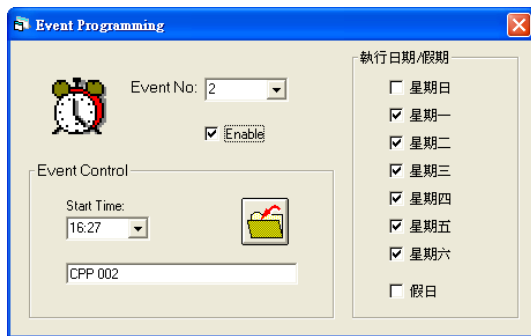 Event Programming
Event No: 2
Enable
Event Control
Start Time:
16:27
CPP 002
執行日期/假期
星期日
星期一
星期二
星期三
星期四
星期五
星期六
假日